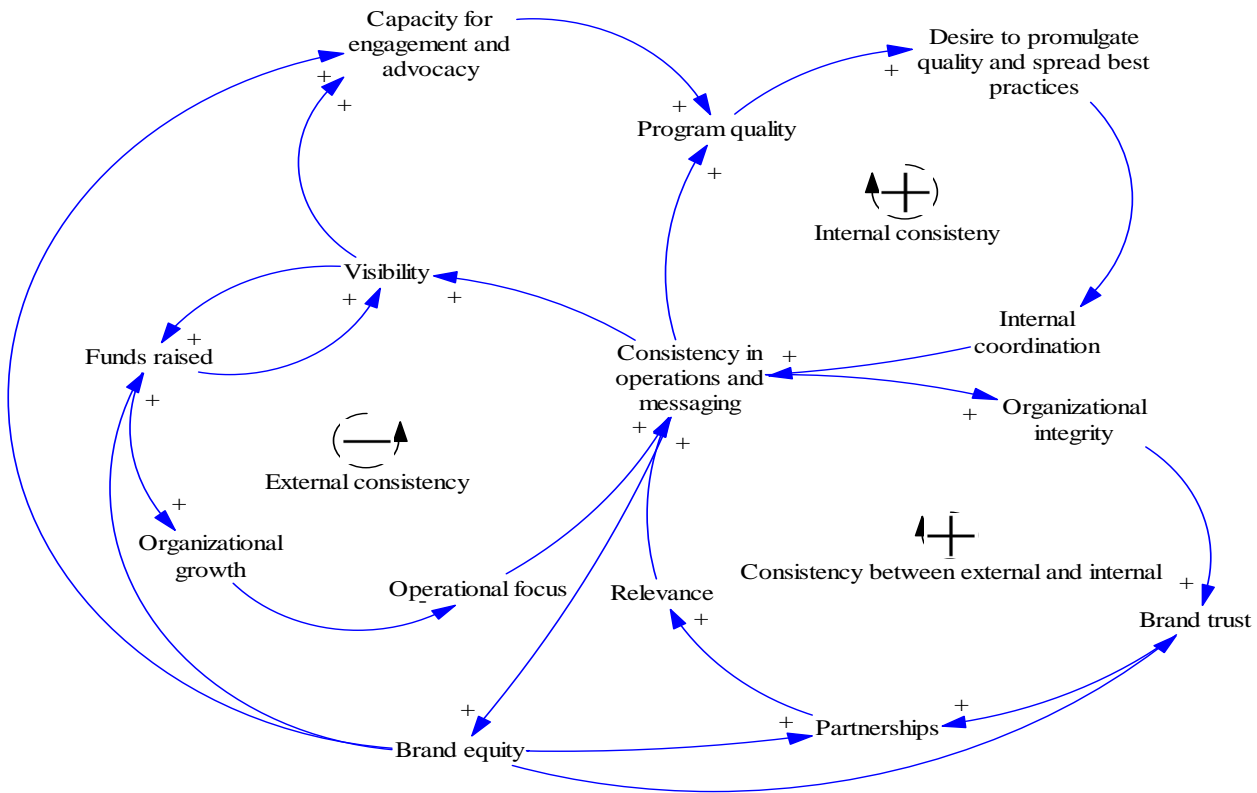 Capacity for
engagement and
advocacy
+
+
Desire to promulgate
quality and spread best
practices
+
+
Program quality
+
Internal consisteny
Visibility
+
+
Internal
coordination
+
Funds raised
+
+
Consistency in
operations and
messaging
+
+
Organizational
integrity
+
+
External consistency
+
Organizational
growth
Consistency between external and internal
Operational focus
-
Relevance
+
+
Brand trust
+
+
+
Partnerships
Brand equity